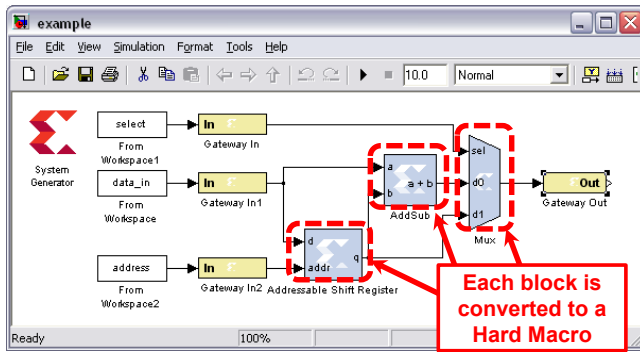 example
File Edit View Simulation Format Tools Help
10.0 Normal
select
From
Workspace1
In
Gateway In
System
Generator
data_in
From
Workspace
In
Gateway In1
address
From
Workspace2
In
Gateway In2
d
addr
q
Addressable Shift Register
a
b
a + b
AddSub
sel
d0
d1
Mux
Out
Gateway Out
Each block is
converted to a
Hard Macro
Ready 100%